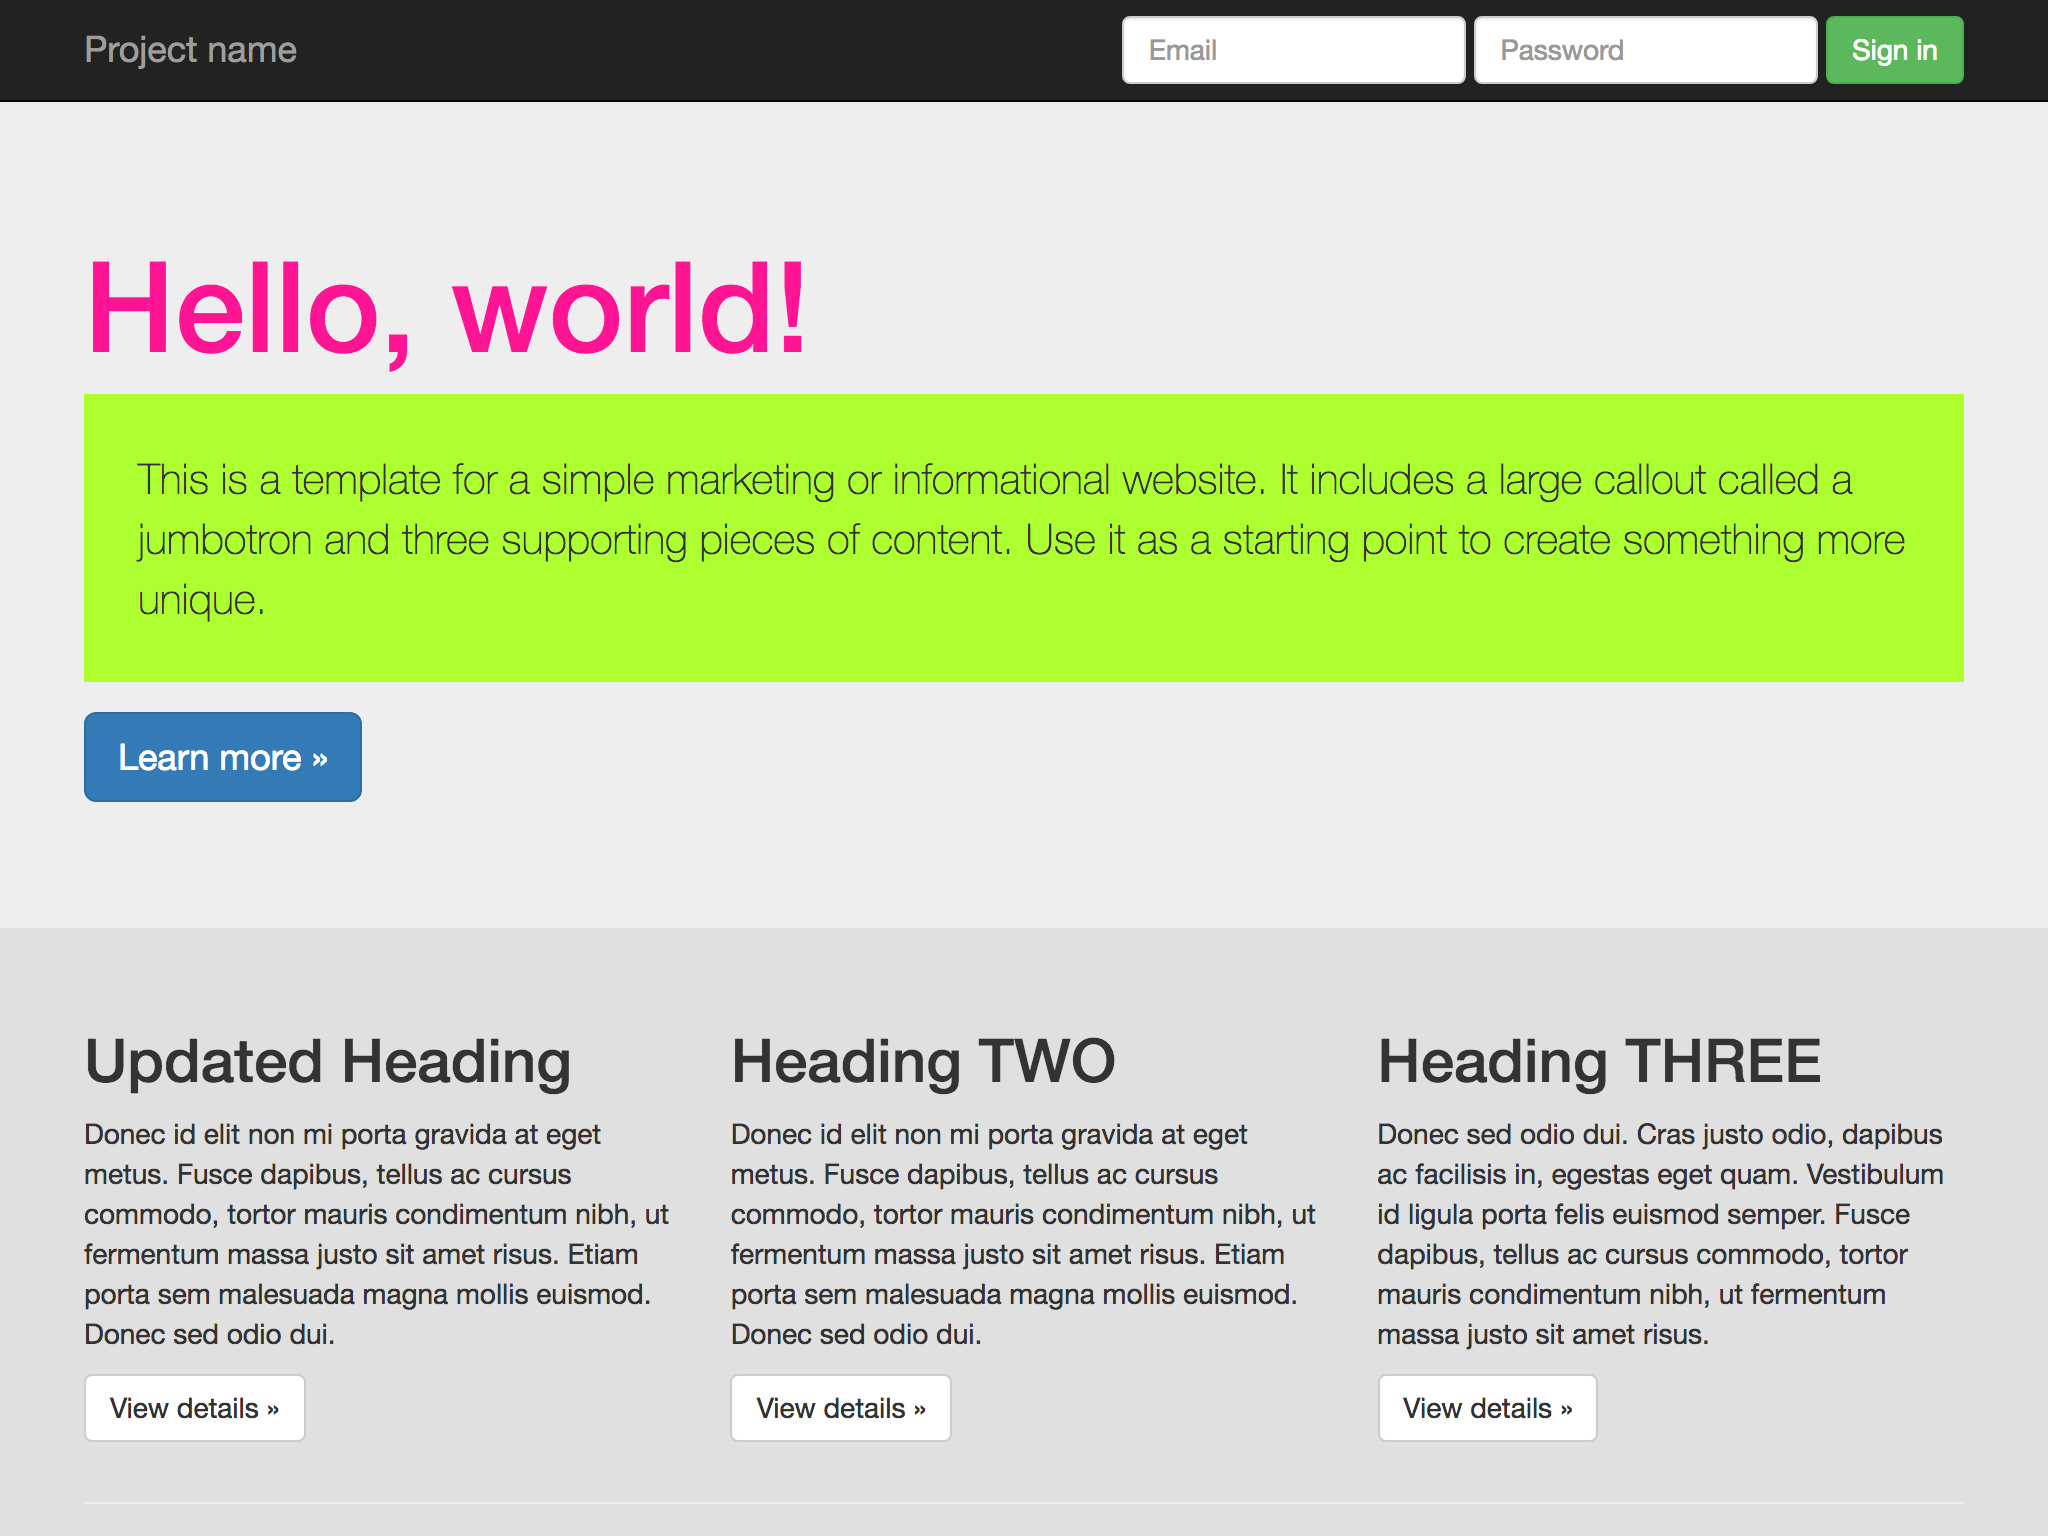 Project name
Email
Password
Sign in
Hello, world!
This is a template for a simple marketing or informational website. It includes a large callout called a
jumbotron and three supporting pieces of content. Use it as a starting point to create something more
unique.
Learn more »
Updated Heading
Donec id elit non mi porta gravida at eget
metus. Fusce dapibus, tellus ac cursus
commodo, tortor mauris condimentum nibh, ut
fermentum massa justo sit amet risus. Etiam
porta sem malesuada magna mollis euismod.
Donec sed odio dui.
View details »
Heading TWO
Donec id elit non mi porta gravida at eget
metus. Fusce dapibus, tellus ac cursus
commodo, tortor mauris condimentum nibh, ut
fermentum massa justo sit amet risus. Etiam
porta sem malesuada magna mollis euismod.
Donec sed odio dui.
View details »
Heading THREE
Donec sed odio dui. Cras justo odio, dapibus
ac facilisis in, egestas eget quam. Vestibulum
id ligula porta felis euismod semper. Fusce
dapibus, tellus ac cursus commodo, tortor
mauris condimentum nibh, ut fermentum
massa justo sit amet risus.
View details »